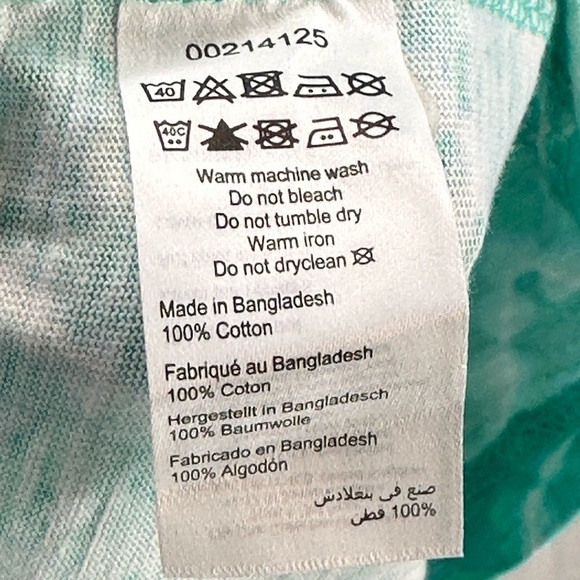 00214125
40
40C
Warm machine wash
Do not bleach
Do not tumble dry
Warm iron
Do not dryclean
Made in Bangladesh
100% Cotton
Fabriqué au Bangladesh
100% Coton
Hergestellt in Bangladesch
100% Baumwolle
Fabricado en Bangladesh
100% Algodón
صنع في بنغلادش
100% قطن